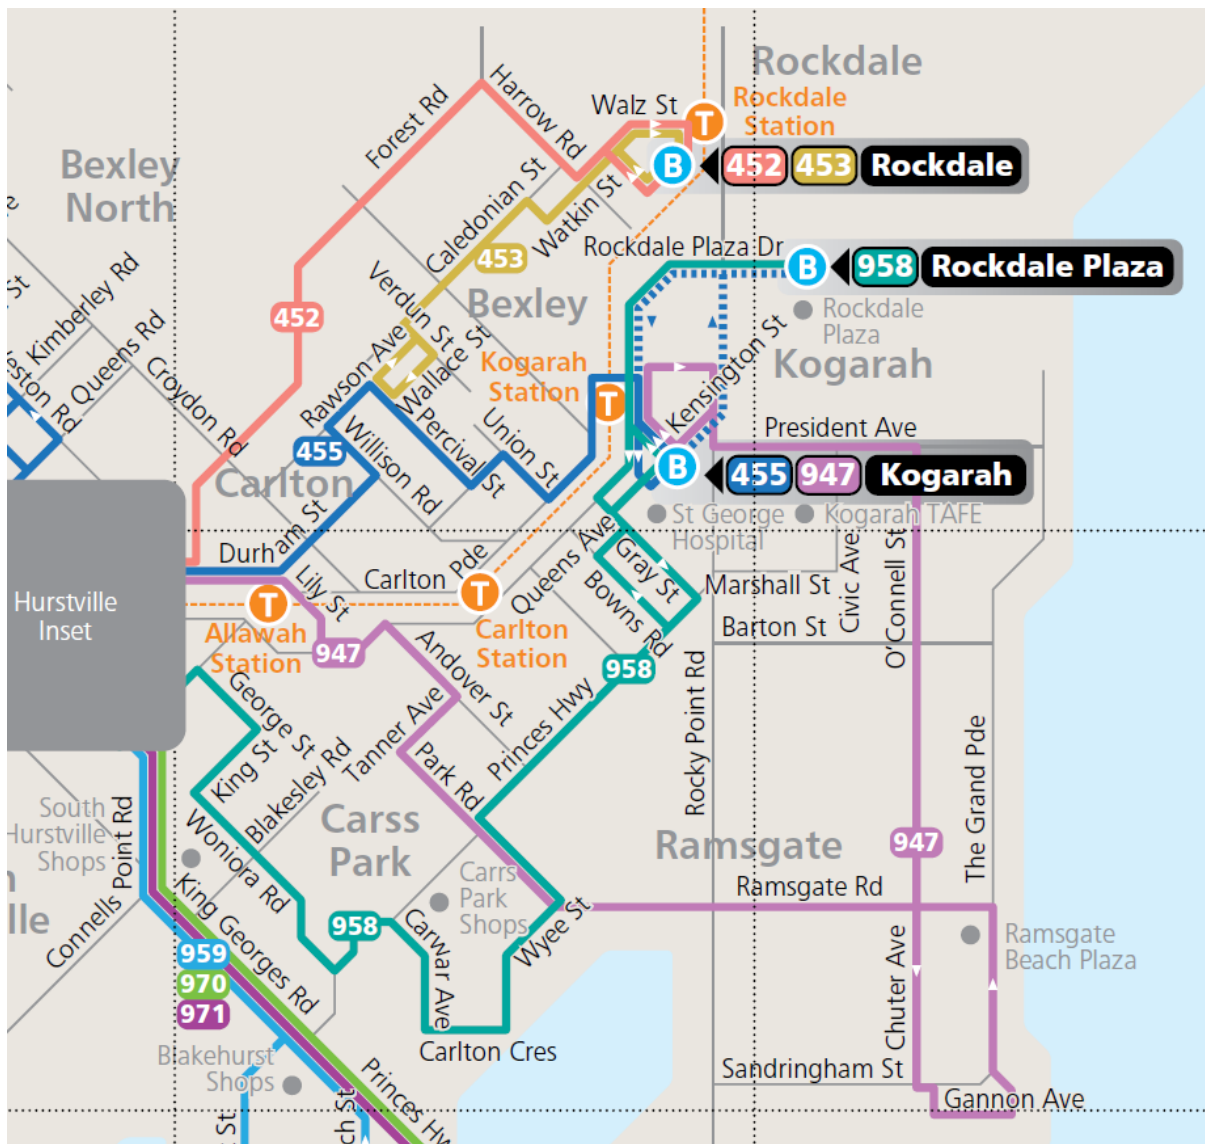 Rockdale
Harrow Rd
Walz St
Rockdale
Station
Forest Rd
Bexley
North
452 453 Rockdale
Caledonian St
Watkin St
Rockdale Plaza Dr
453
958 Rockdale Plaza
Kimberley Rd
Verdun St
Bexley
Rockdale
Plaza
St
452
Queens Rd
Wallace St
Kogarah
Station
Kensington St
Kogarah
Croydon Rd
Rawson Ave
Percival St
Union St
President Ave
455
Willison Rd
Carlton
455 947 Kogarah
St George
Hospital
Kogarah TAFE
Durham St
Queens Ave
Gray St
Civic Ave
O'Connell St
Hurstville
Inset
Lily St
Carlton Pde
Bowns Rd
Marshall St
Allawah
Station
Carlton
Station
Barton St
947
958
Andover St
George St
Tanner Ave
Princes Hwy
Rocky Point Rd
King St
Blakesley Rd
Park Rd
The Grand Pde
South
Hurstville
Shops
Connells Point Rd
Woniora Rd
Carss
Park
Ramsgate
947
Carrs
Park
Shops
Ramsgate Rd
King Georges Rd
958
Carwar Ave
Wyee St
Chuter Ave
Ramsgate
Beach Plaza
959
970
971
Carlton Cres
Blakehurst
Shops
Princes Hw
Sandringham St
Gannon Ave
St
T
T
T
T
B
B
B